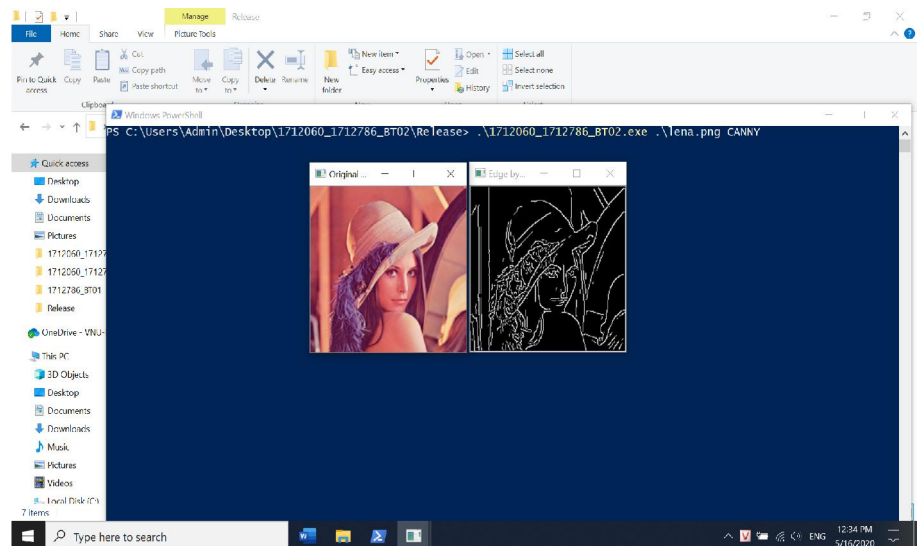 Manage Release
File Home Share View Picture Tools
Pin to Quick access
Copy
Paste
Cut
Copy path
Paste shortcut
Move to
Copy to
Delete
Rename
New folder
New item
Easy access
Properties
Open
Edit
History
Select all
Select none
Invert selection
Windows PowerShell
PS C:\Users\Admin\Desktop\1712060_1712786_BT02\Release> .\1712060_1712786_BT02.exe .\lena.png CANNY
Original ...
Edge by...
Quick access
Desktop
Downloads
Documents
Pictures
1712060_17127
1712060_17127
1712786_BT01
Release
OneDrive - VNU-
This PC
3D Objects
Desktop
Documents
Downloads
Music
Pictures
Videos
Local Disk (C:)
7 items
Type here to search
ENG
12:34 PM
5/16/2020